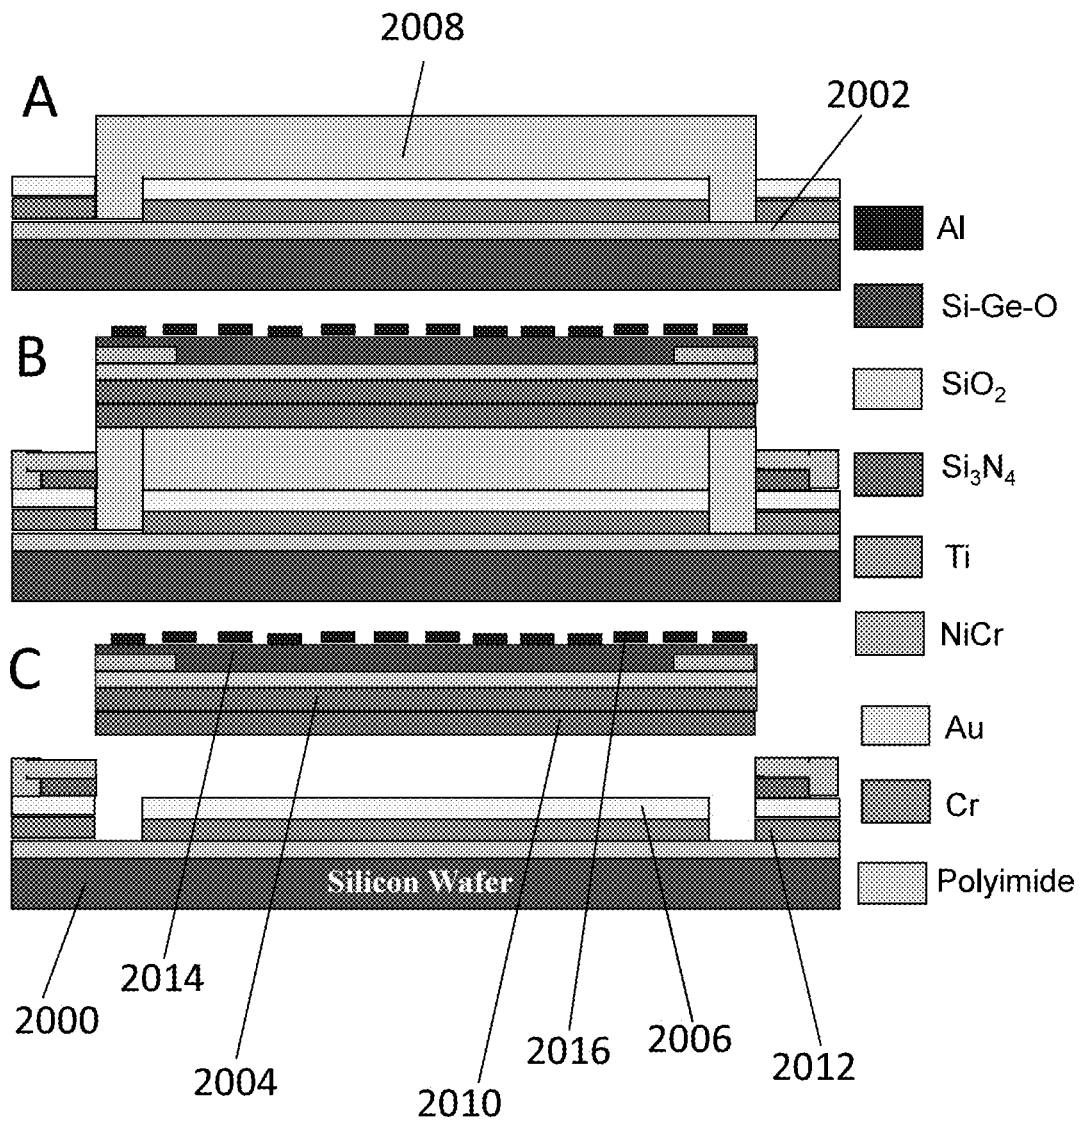 2008
A
2002
Al
Si-Ge-O
B
SiO2
Si3N4
Ti
NiCr
C
Au
Cr
Silicon Wafer
Polyimide
2014
2000
2006
2016
2012
2004
2010